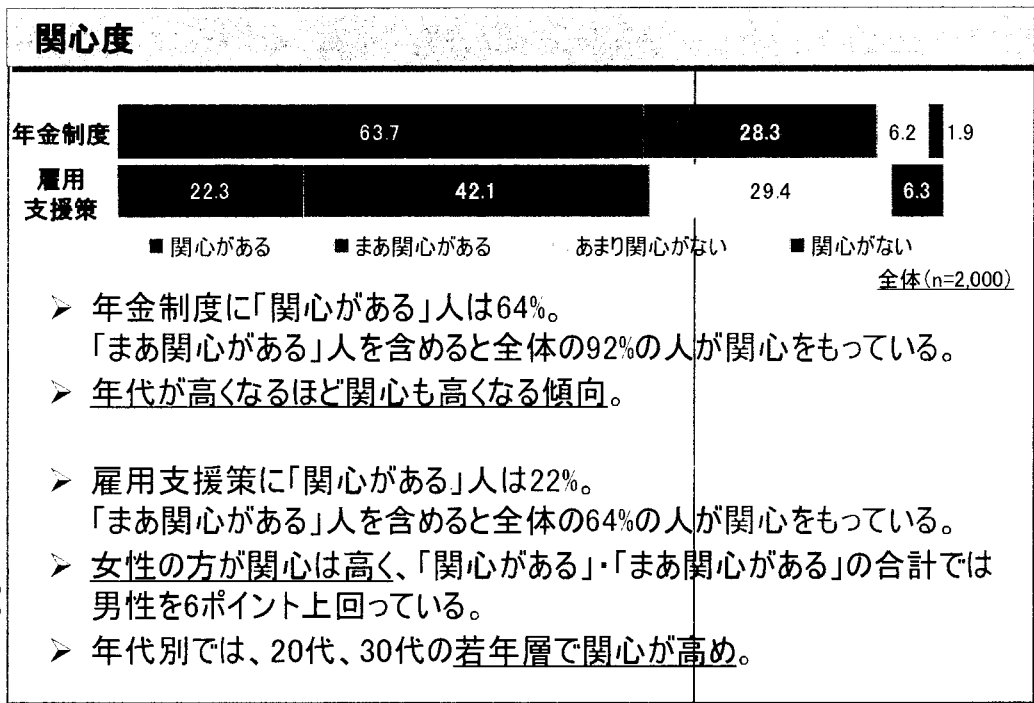 関心度
年金制度 63.7 28.3 6.2 1.9
雇用
支援策 22.3 42.1 29.4 6.3
■関心がある ■まあ関心がある あまり関心がない ■関心がない
全体(n=2,000)
➢ 年金制度に「関心がある」人は64%。
「まあ関心がある」人を含めると全体の92%の人が関心をもっている。
➢ 年代が高くなるほど関心も高くなる傾向。
➢ 雇用支援策に「関心がある」人は22%。
「まあ関心がある」人を含めると全体の64%の人が関心をもっている。
➢ 女性の方が関心は高く、「関心がある」・「まあ関心がある」の合計では
男性を6ポイント上回っている。
➢ 年代別では、20代、30代の若年層で関心が高め。